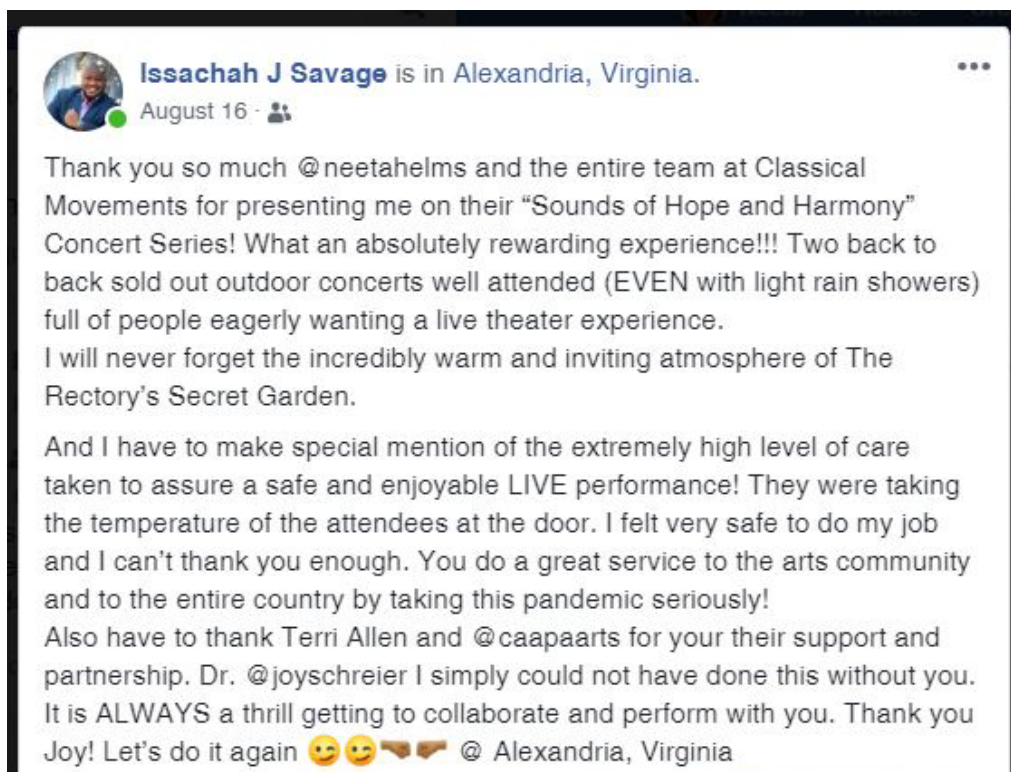 Issachah J Savage is in Alexandria, Virginia.
August 16 ·
Thank you so much @neetahelms and the entire team at Classical
Movements for presenting me on their “Sounds of Hope and Harmony”
Concert Series! What an absolutely rewarding experience!!! Two back to
back sold out outdoor concerts well attended (EVEN with light rain showers)
full of people eagerly wanting a live theater experience.
I will never forget the incredibly warm and inviting atmosphere of The
Rectory’s Secret Garden.
And I have to make special mention of the extremely high level of care
taken to assure a safe and enjoyable LIVE performance! They were taking
the temperature of the attendees at the door. I felt very safe to do my job
and I can’t thank you enough. You do a great service to the arts community
and to the entire country by taking this pandemic seriously!
Also have to thank Terri Allen and @caapaarts for your their support and
partnership. Dr. @joyschreier I simply could not have done this without you.
It is ALWAYS a thrill getting to collaborate and perform with you. Thank you
Joy! Let’s do it again 😉😉🤜🏾🤛🏾 @ Alexandria, Virginia